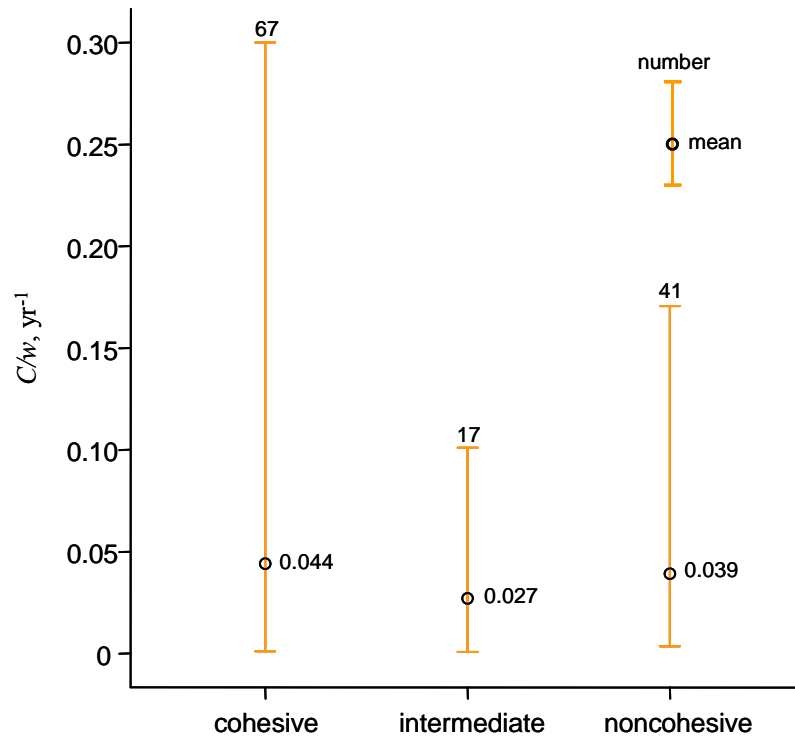 67
0.30
number
0.25
mean
0.20
41
0.15
C/w, yr-1
17
0.10
0.05
0.044
0.027
0.039
0
cohesive
intermediate
noncohesive